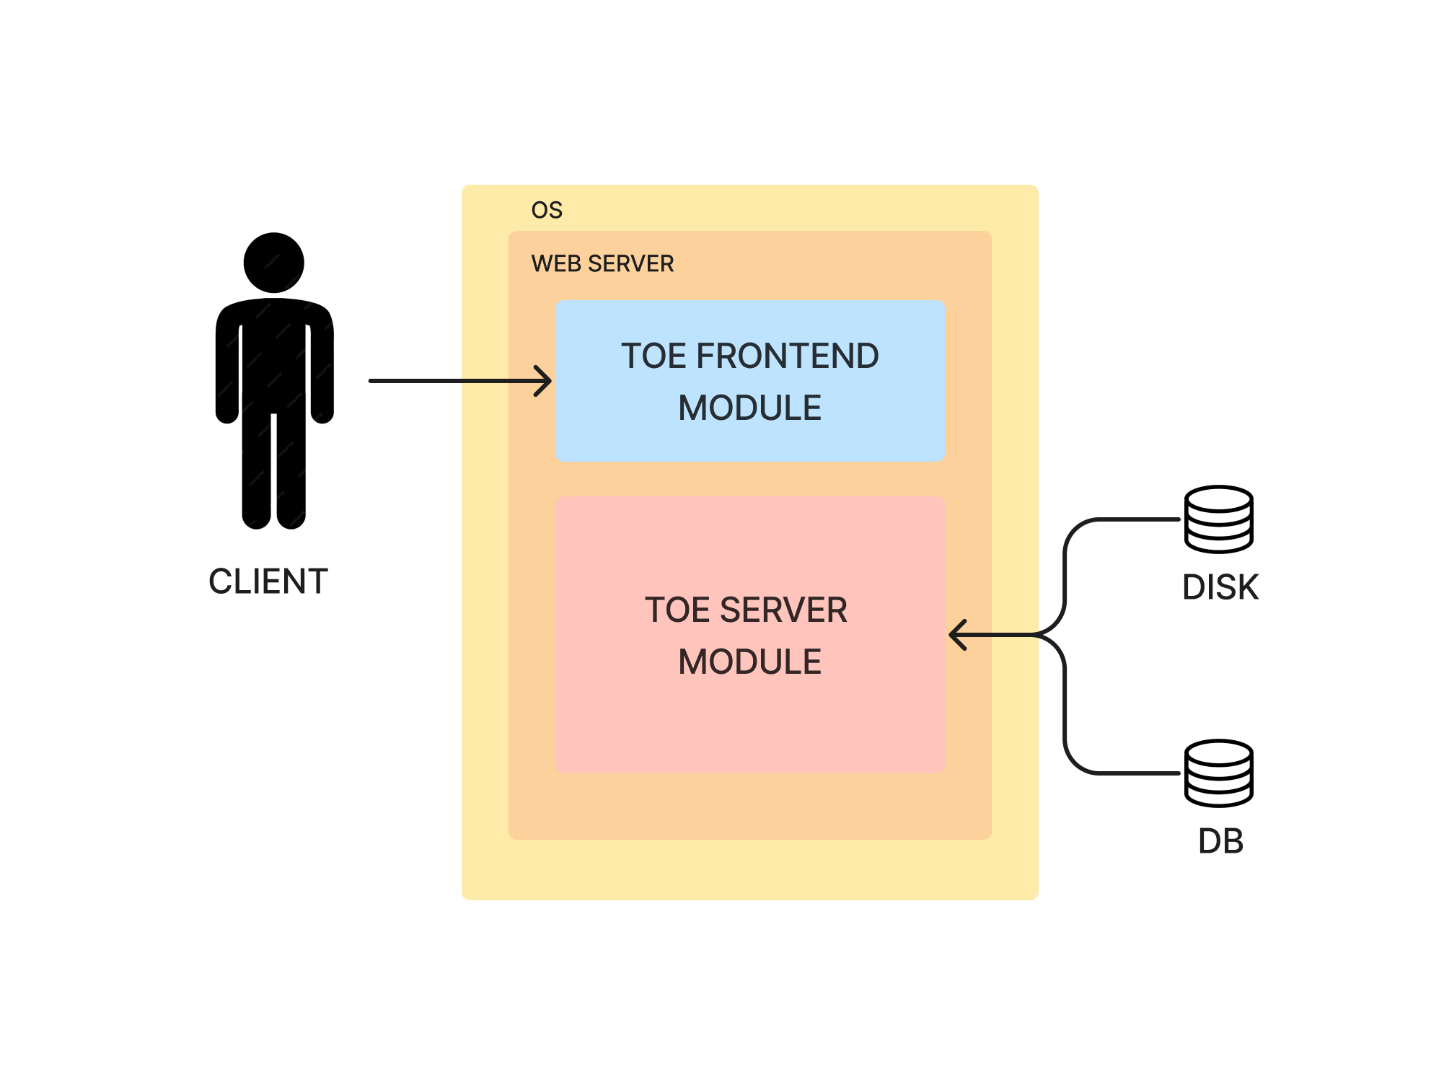 OS
WEB SERVER
TOE FRONTEND
MODULE
CLIENT
TOE SERVER
MODULE
DISK
DB